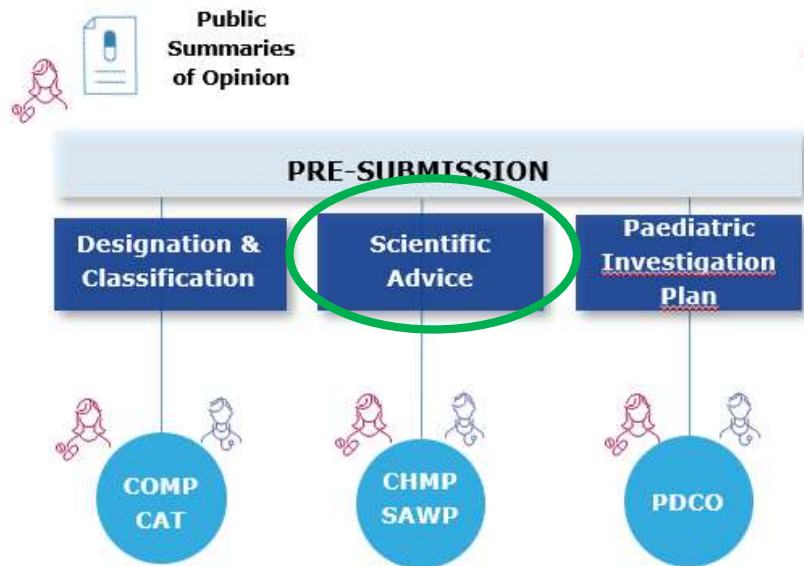 Public
Summaries
of Opinion
PRE-SUBMISSION
Designation &
Classification
Scientific
Advice
Paediatric
Investigation
Plan
COMP
CAT
CHMP
SAWP
PDCO